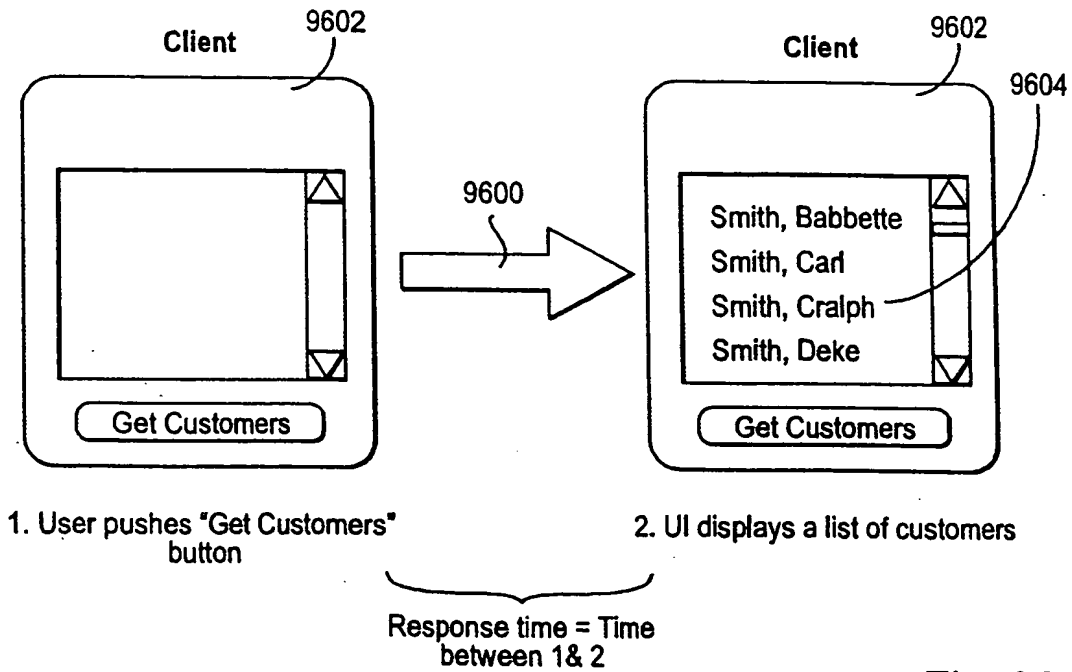 Client
9602
Get Customers
1. User pushes "Get Customers"
button
9600
Client
9602
9604
Smith, Babbette
Smith, Carl
Smith, Cralph
Smith, Deke
Get Customers
2. UI displays a list of customers
Response time = Time
between 1& 2